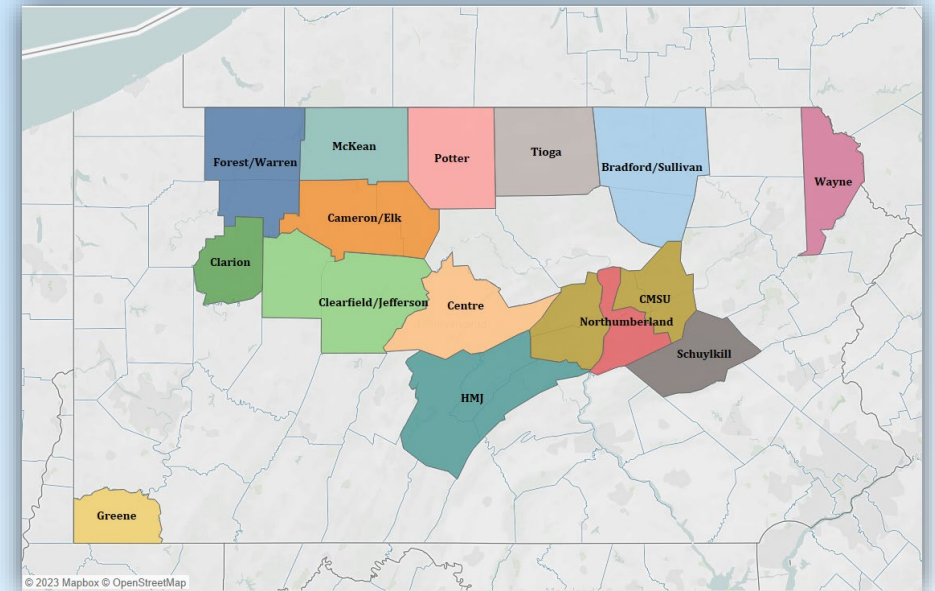 McKean
Potter
Tioga
Forest/Warren
Bradford/Sullivan
Wayne
Cameron/Elk
Clarion
Clearfield/Jefferson
Centre
CMSU
Northumberland
Schuylkill
HMJ
Greene
© 2023 Mapbox © OpenStreetMap